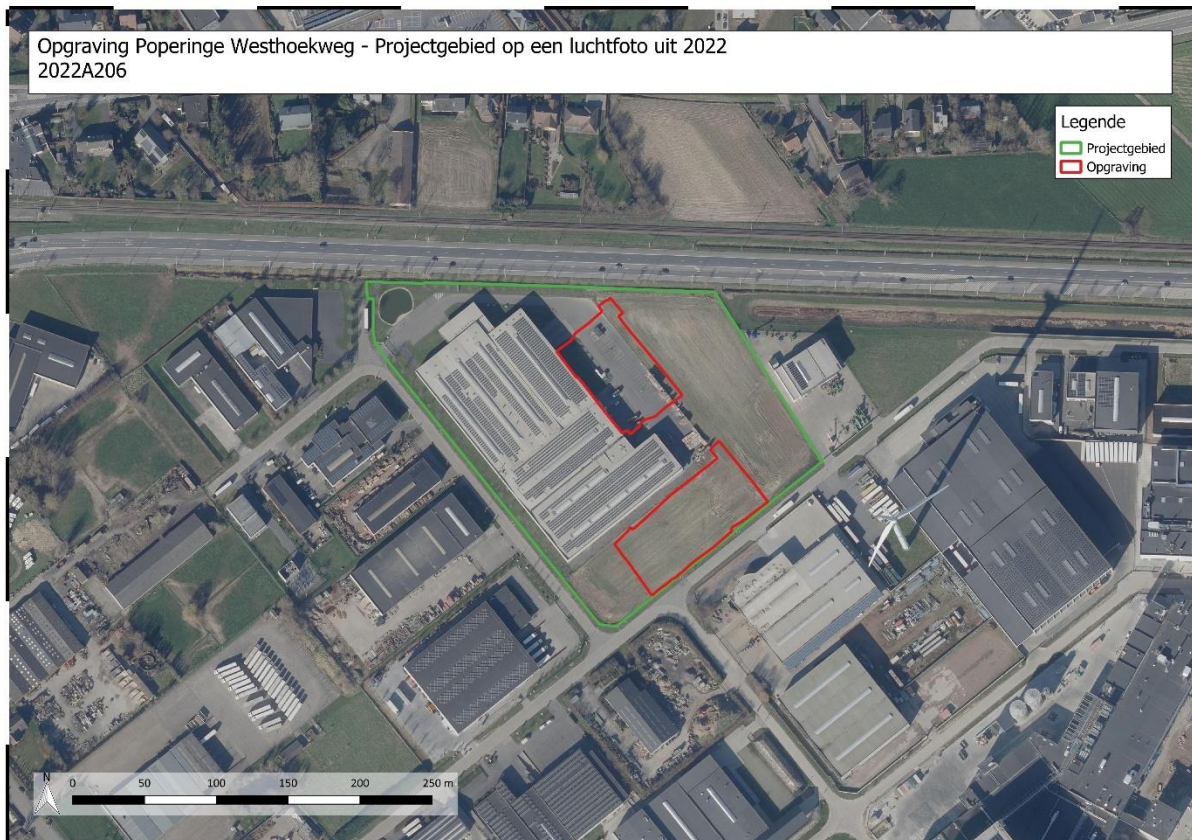 Opgraving Poperinge Westhoekweg - Projectgebied op een luchtfoto uit 2022
2022A206
Legende
Projectgebied
Opgraving
N
0 50 100 150 200 250 m